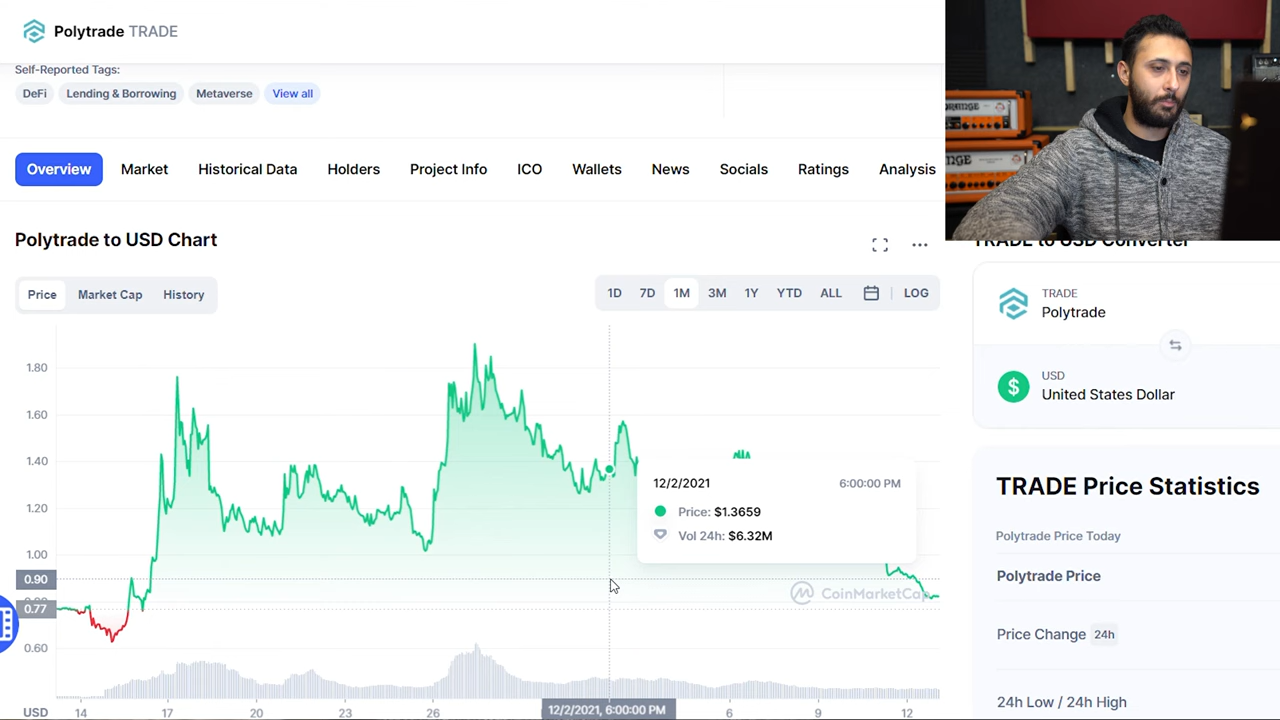 Polytrade TRADE
Self-Reported Tags:
DeFi Lending & Borrowing Metaverse View all
Overview Market Historical Data Holders Project Info ICO Wallets News Socials Ratings Analysis
Polytrade to USD Chart
Price Market Cap History
1D 7D 1M 3M 1Y YTD ALL LOG
1.80
1.60
1.40
1.20
1.00
0.90
0.77
0.60
12/2/2021 6:00:00 PM
Price: $1.3659
Vol 24h: $6.32M
CoinMarketCap
USD 14 17 20 23 26 12/2/2021, 6:00:00 PM 6 9 12
ORANGE
TRADE to USD Converter
TRADE
Polytrade
USD
$ United States Dollar
TRADE Price Statistics
Polytrade Price Today
Polytrade Price
Price Change 24h
24h Low / 24h High